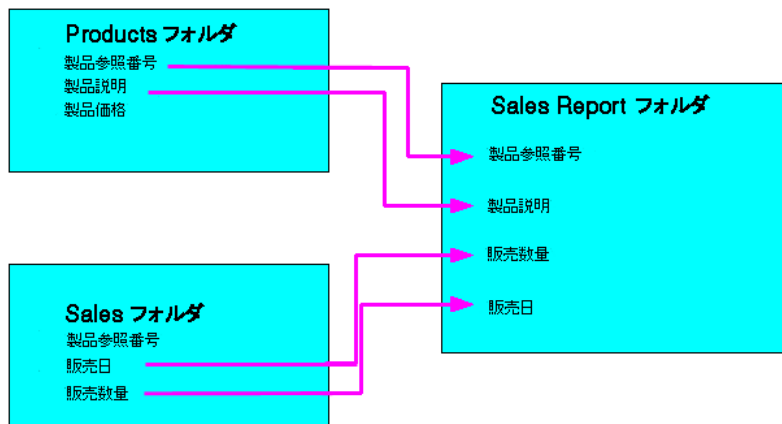 Products フォルダ
製品参照番号
製品説明
製品価格
Sales Report フォルダ
製品参照番号
製品説明
販売数量
販売日
Sales フォルダ
製品参照番号
販売日
販売数量